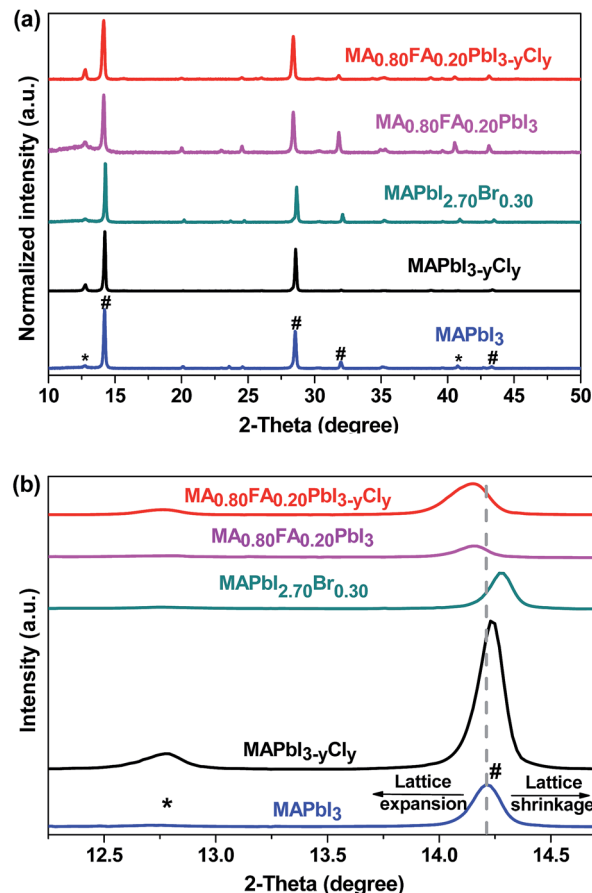 (a)
Normalized intensity (a.u.)
MA0.80FA0.20PbI3-yCly
MA0.80FA0.20PbI3
MAPbI2.70Br0.30
MAPbI3-yCly
#
#
MAPbI3
*
#
*
#
10 15 20 25 30 35 40 45 50
2-Theta (degree)
(b)
Intensity (a.u.)
MA0.80FA0.20PbI3-yCly
MA0.80FA0.20PbI3
MAPbI2.70Br0.30
MAPbI3-yCly
#
Lattice
expansion
Lattice
shrinkage
*
MAPbI3
12.5 13.0 13.5 14.0 14.5
2-Theta (degree)